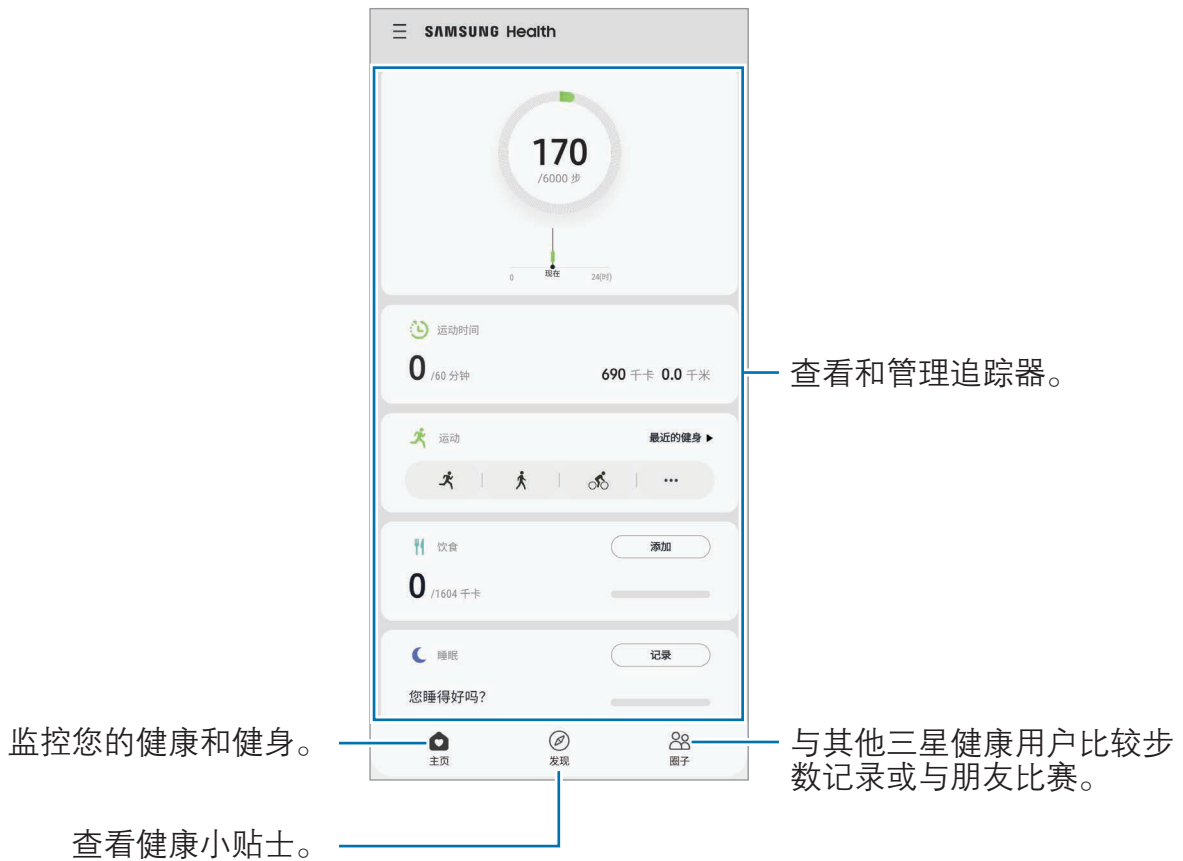 SAMSUNG Health
170
/6000 步
0 现在 24(时)
运动时间
0 /60 分钟 690 千卡 0.0 千米
查看和管理追踪器。
运动 最近的健身
饮食 添加
0 /1604 千卡
睡眠 记录
您睡得好吗?
监控您的健康和健身。
主页 发现 圈子
与其他三星健康用户比较步
数记录或与朋友比赛。
查看健康小贴士。